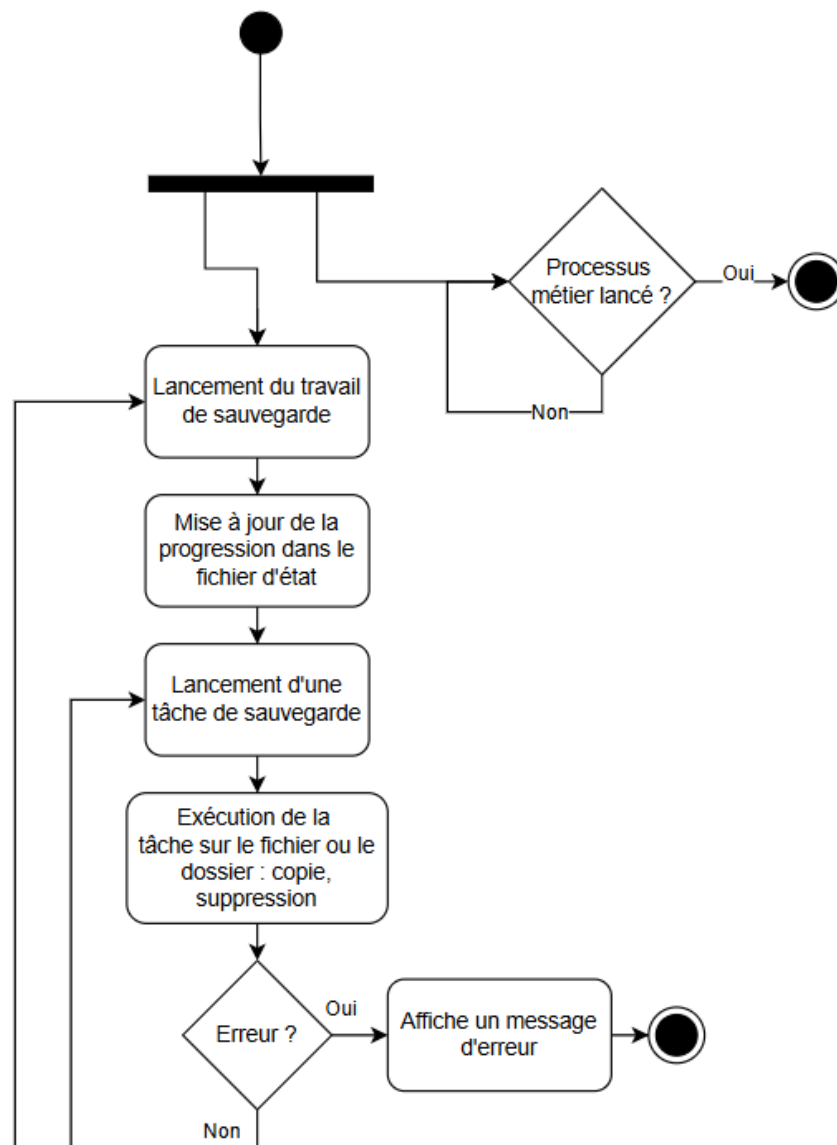 Processus
métier lancé ?
Oui
Non
Lancement du travail
de sauvegarde
Mise à jour de la
progression dans le
fichier d'état
Lancement d'une
tâche de sauvegarde
Exécution de la
tâche sur le fichier ou le
dossier : copie,
suppression
Erreur ?
Oui
Affiche un message
d'erreur
Non